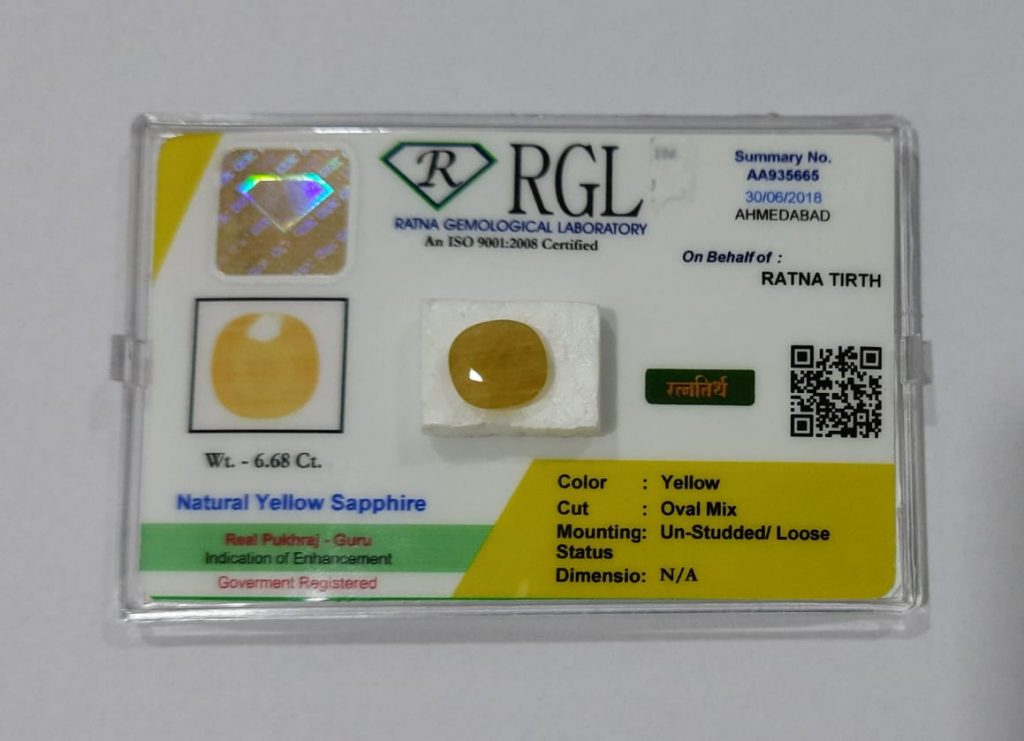 R RGL
RATNA GEMOLOGICAL LABORATORY
An ISO 9001:2008 Certified
Summary No.
AA935665
30/06/2018
AHMEDABAD
On Behalf of :
RATNA TIRTH
रत्नतिर्थ
Wt. - 6.68 Ct.
Natural Yellow Sapphire
Real Pukhraj - Guru
Indication of Enhancement
Goverment Registered
Color : Yellow
Cut : Oval Mix
Mounting: Un-Studded/ Loose
Status
Dimensio: N/A